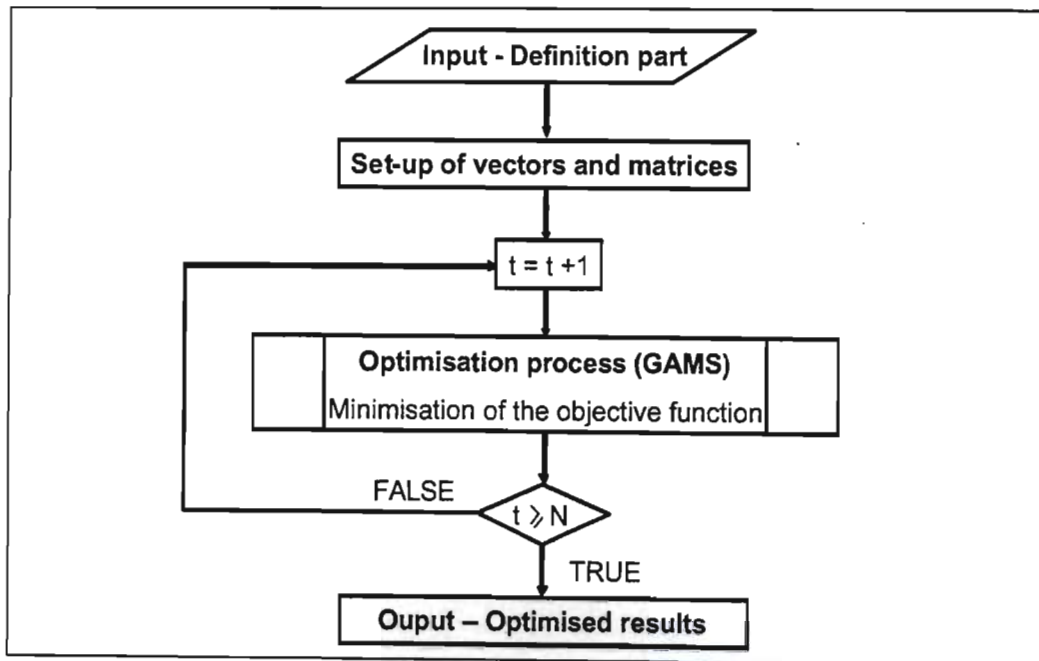 Input - Definition part
Set-up of vectors and matrices
t = t +1
Optimisation process (GAMS)
Minimisation of the objective function
FALSE
t ⩾ N
TRUE
Ouput – Optimised results